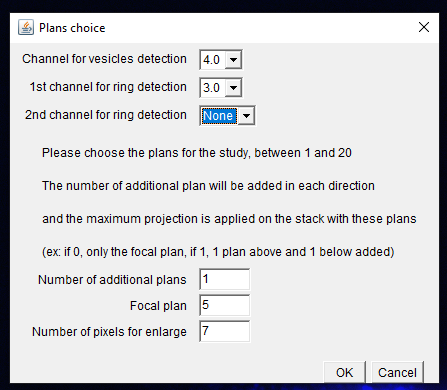 Plans choice
Channel for vesicles detection 4.0
1st channel for ring detection 3.0
2nd channel for ring detection None
Please choose the plans for the study, between 1 and 20
The number of additional plan will be added in each direction
and the maximum projection is applied on the stack with these plans
(ex: if 0, only the focal plan, if 1, 1 plan above and 1 below added)
Number of additional plans 1
Focal plan 5
Number of pixels for enlarge 7
OK Cancel